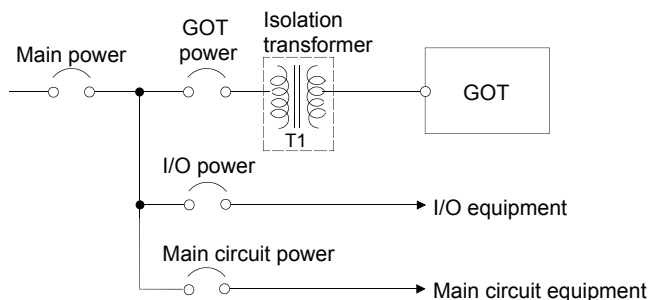 Main power
GOT
power
Isolation
transformer
T1
GOT
I/O power
I/O equipment
Main circuit power
Main circuit equipment